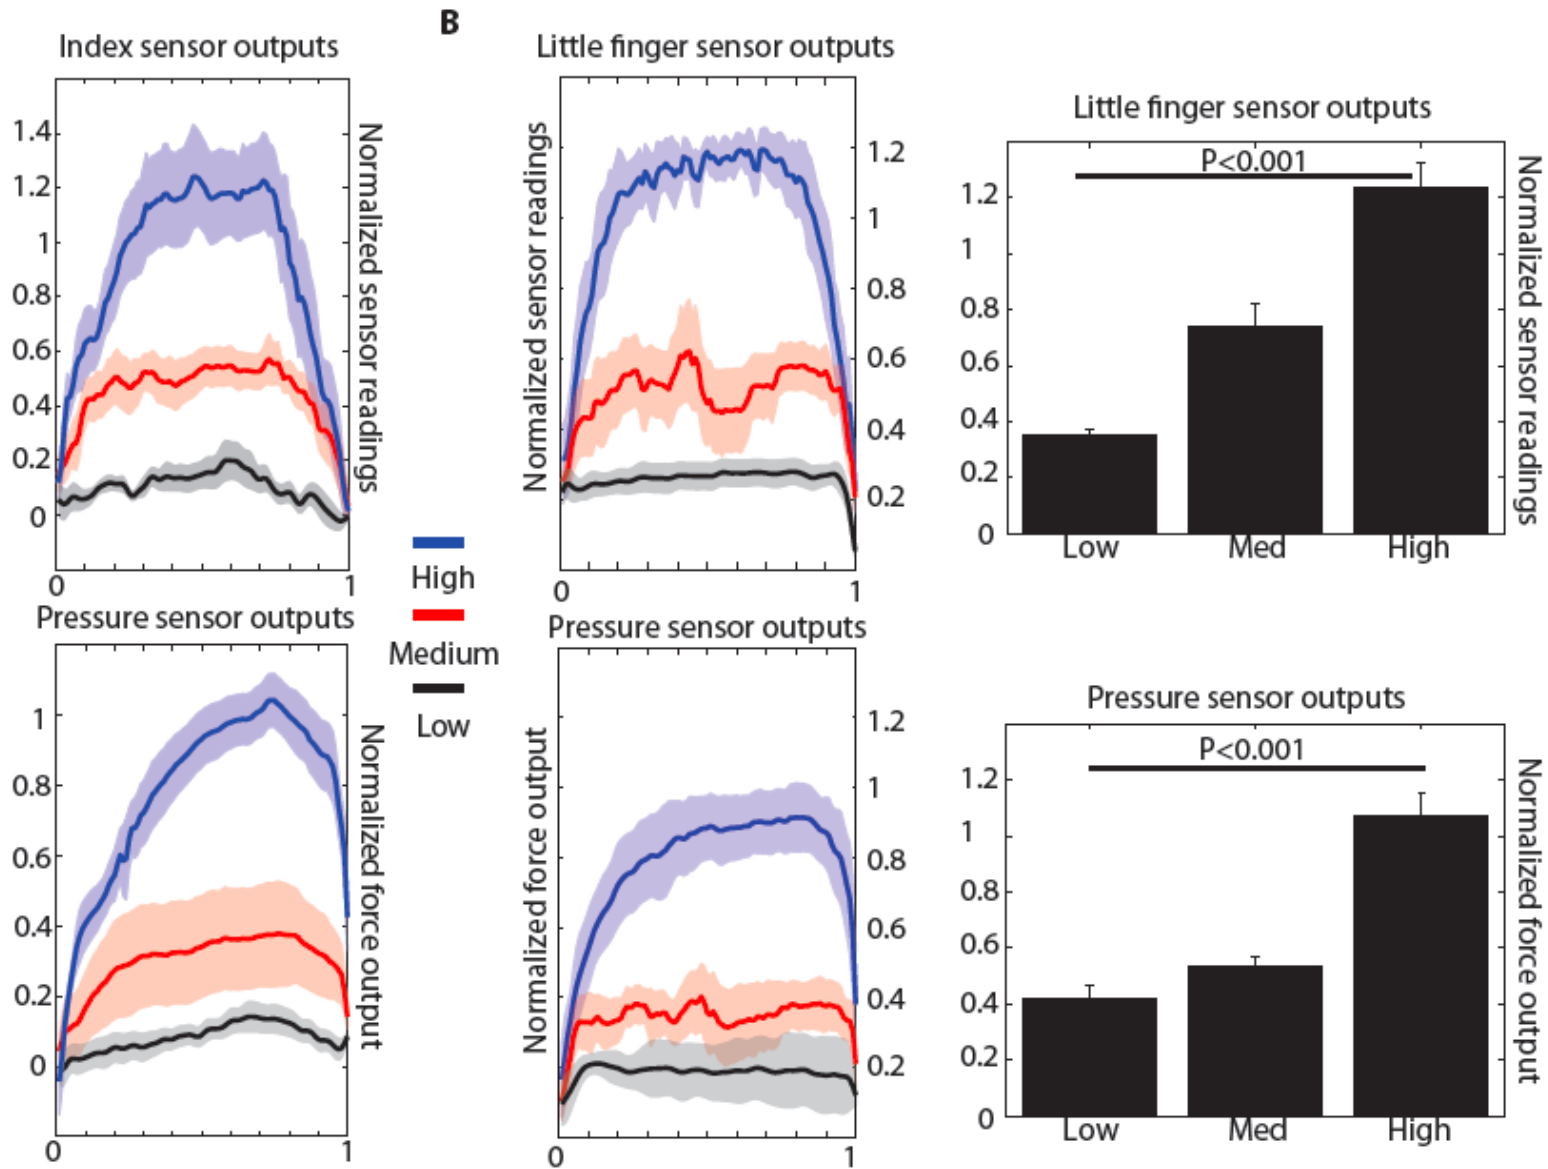 B
Index sensor outputs
1.4
1.2
1
0.8
0.6
0.4
0.2
0
0
1
Normalized sensor readings
Pressure sensor outputs
1
0.8
0.6
0.4
0.2
0
0
1
Normalized force output
High
Medium
Low
Little finger sensor outputs
Normalized sensor readings
1.2
1
0.8
0.6
0.4
0.2
0
1
Pressure sensor outputs
Normalized force output
1.2
1
0.8
0.6
0.4
0.2
0
1
Little finger sensor outputs
P<0.001
1.2
1
0.8
0.6
0.4
0.2
0
Low Med High
Normalized sensor readings
Pressure sensor outputs
P<0.001
1.2
1
0.8
0.6
0.4
0.2
0
Low Med High
Normalized force output